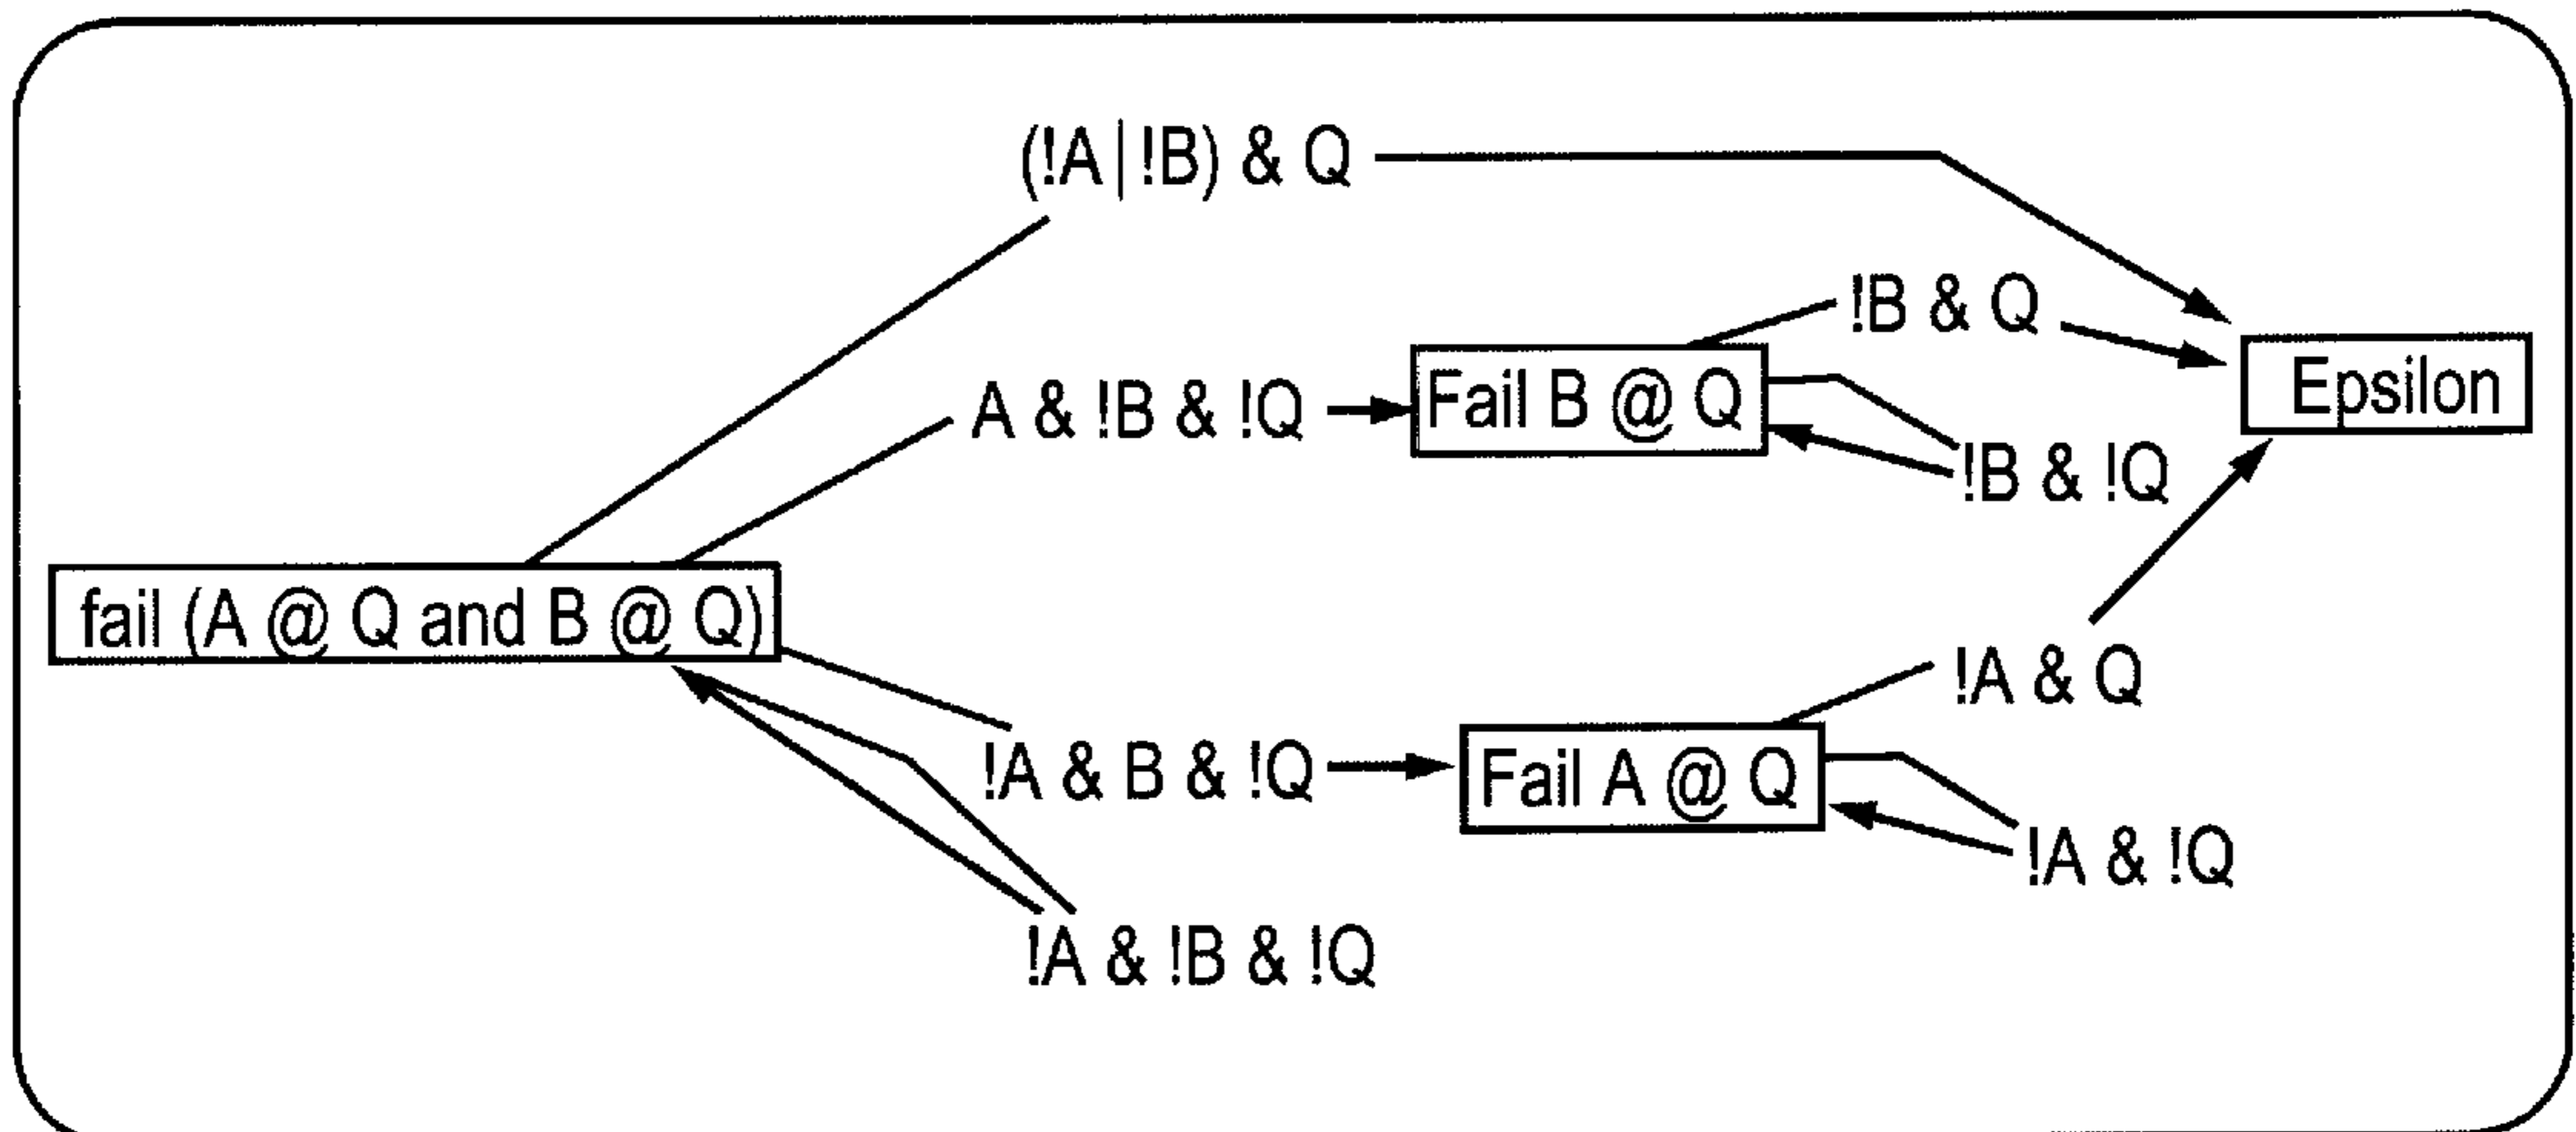 (!A | !B) & Q
!B & Q
Epsilon
A & !B & !Q
Fail B @ Q
!B & !Q
fail (A @ Q and B @ Q)
!A & Q
!A & B & !Q
Fail A @ Q
!A & !Q
!A & !B & !Q